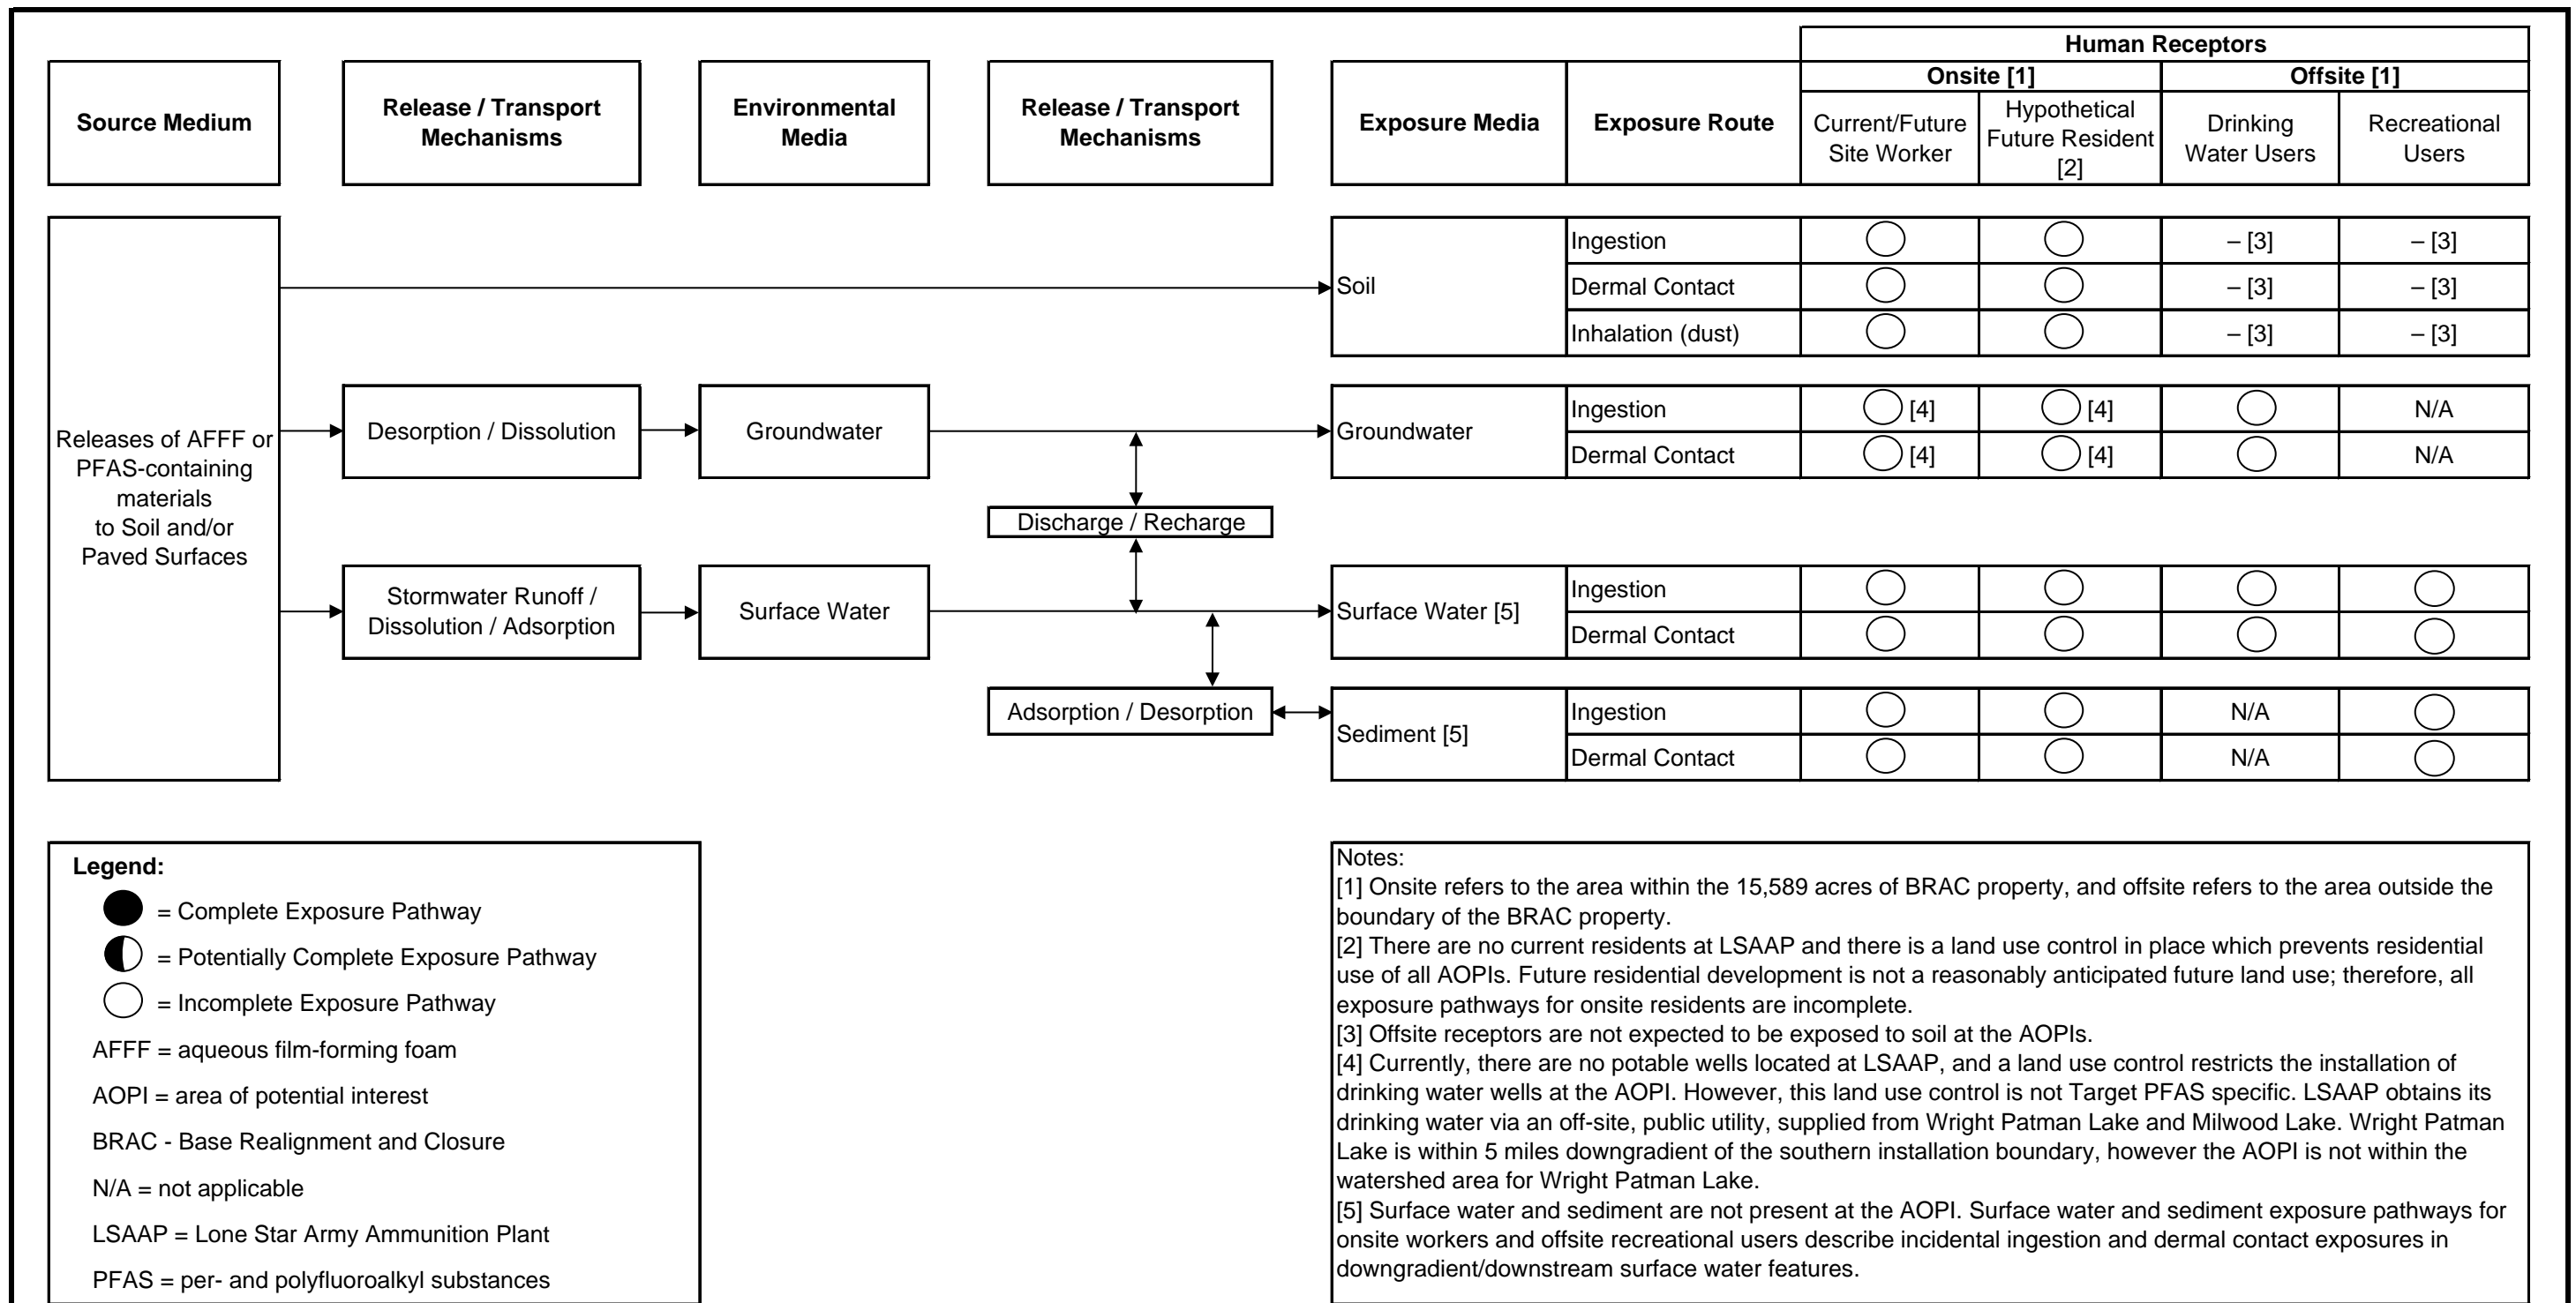 Human Receptors
Onsite [1]
Offsite [1]
Source Medium
Release / Transport
Mechanisms
Environmental
Media
Release / Transport
Mechanisms
Exposure Media
Exposure Route
Current/Future
Site Worker
Hypothetical
Future Resident
[2]
Drinking
Water Users
Recreational
Users
Releases of AFFF or
PFAS-containing
materials
to Soil and/or
Paved Surfaces
Soil
Ingestion
– [3]
– [3]
Dermal Contact
– [3]
– [3]
Inhalation (dust)
– [3]
– [3]
Desorption / Dissolution
Groundwater
Groundwater
Ingestion
[4]
[4]
N/A
Dermal Contact
[4]
[4]
N/A
Discharge / Recharge
Stormwater Runoff /
Dissolution / Adsorption
Surface Water
Surface Water [5]
Ingestion
Dermal Contact
Adsorption / Desorption
Sediment [5]
Ingestion
N/A
Dermal Contact
N/A
Legend:
= Complete Exposure Pathway
= Potentially Complete Exposure Pathway
= Incomplete Exposure Pathway
AFFF = aqueous film-forming foam
AOPI = area of potential interest
BRAC - Base Realignment and Closure
N/A = not applicable
LSAAP = Lone Star Army Ammunition Plant
PFAS = per- and polyfluoroalkyl substances
Notes:
[1] Onsite refers to the area within the 15,589 acres of BRAC property, and offsite refers to the area outside the
boundary of the BRAC property.
[2] There are no current residents at LSAAP and there is a land use control in place which prevents residential
use of all AOPIs. Future residential development is not a reasonably anticipated future land use; therefore, all
exposure pathways for onsite residents are incomplete.
[3] Offsite receptors are not expected to be exposed to soil at the AOPIs.
[4] Currently, there are no potable wells located at LSAAP, and a land use control restricts the installation of
drinking water wells at the AOPI. However, this land use control is not Target PFAS specific. LSAAP obtains its
drinking water via an off-site, public utility, supplied from Wright Patman Lake and Milwood Lake. Wright Patman
Lake is within 5 miles downgradient of the southern installation boundary, however the AOPI is not within the
watershed area for Wright Patman Lake.
[5] Surface water and sediment are not present at the AOPI. Surface water and sediment exposure pathways for
onsite workers and offsite recreational users describe incidental ingestion and dermal contact exposures in
downgradient/downstream surface water features.